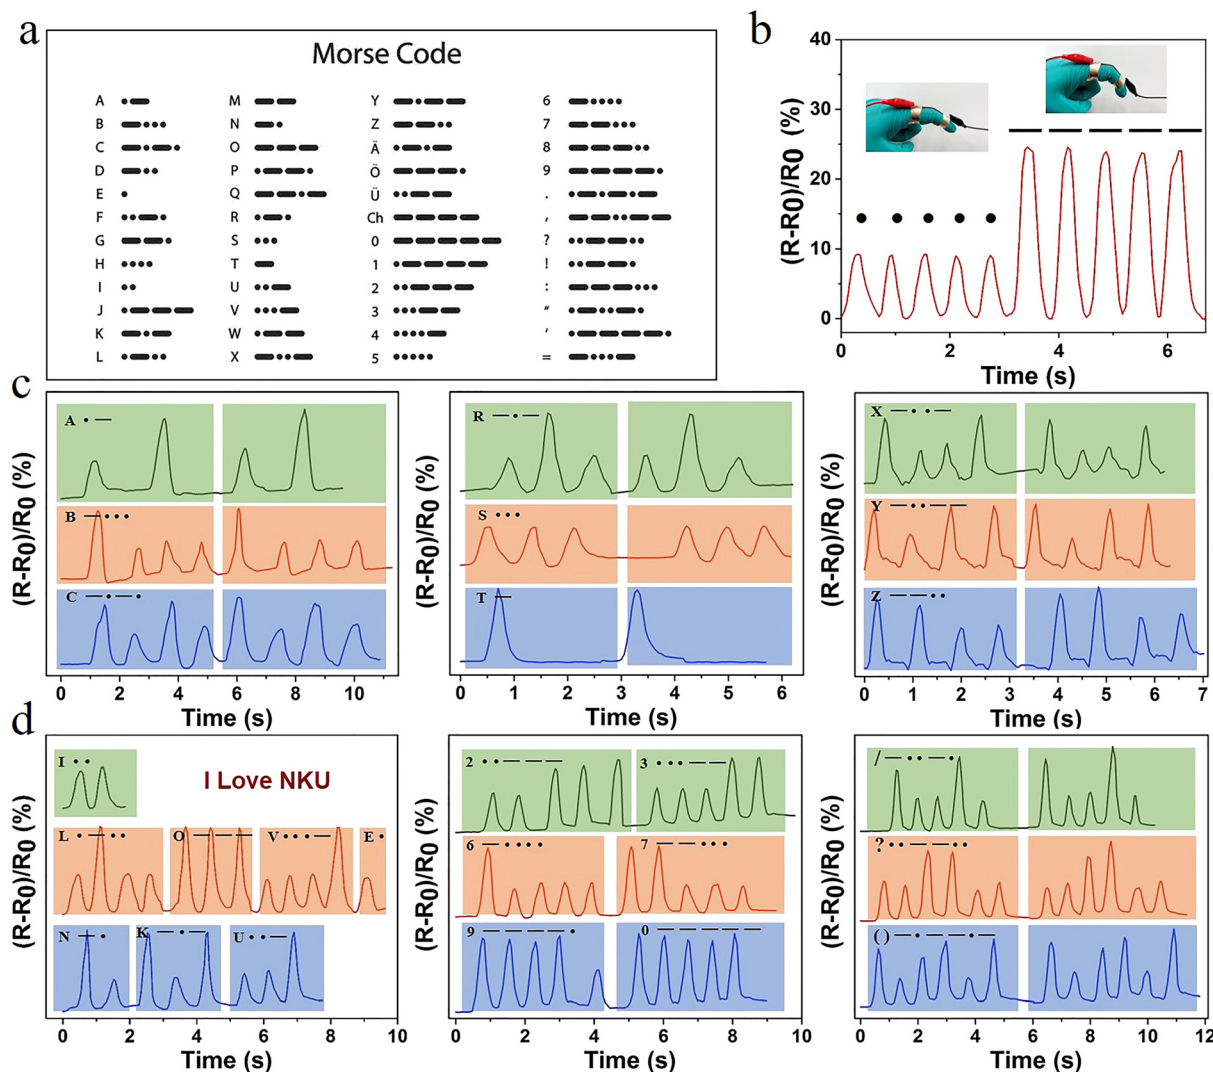 a
Morse Code
A M Y 6
B N Z 7
C O Ä 8
D P Ö 9
E Q Ü .
F R Ch ,
G S 0 ?
H T 1 !
I U 2 :
J V 3 “
K W 4 ‘
L X 5 =
b
(R-R0)/R0 (%)
40
30
20
10
0
• • • • •
— — — — —
0 2 4 6
Time (s)
c
(R-R0)/R0 (%)
A • —
B — • • •
C — • — •
0 2 4 6 8 10
Time (s)
(R-R0)/R0 (%)
R — • —
S • • •
T —
0 1 2 3 4 5 6
Time (s)
(R-R0)/R0 (%)
X — • • —
Y — • • — —
Z — — • •
0 1 2 3 4 5 6 7
Time (s)
d
(R-R0)/R0 (%)
I • •
I Love NKU
L • — • • O — — — V • • • — E •
N — • K — • — U • • —
0 2 4 6 8 10
Time (s)
(R-R0)/R0 (%)
2 • • — — — 3 • • • — —
6 — • • • • 7 — — • • •
9 — — — — • 0 — — — — —
0 2 4 6 8 10
Time (s)
(R-R0)/R0 (%)
/ — • • — •
? • • — — • •
( ) — • — — • —
0 2 4 6 8 10 12
Time (s)